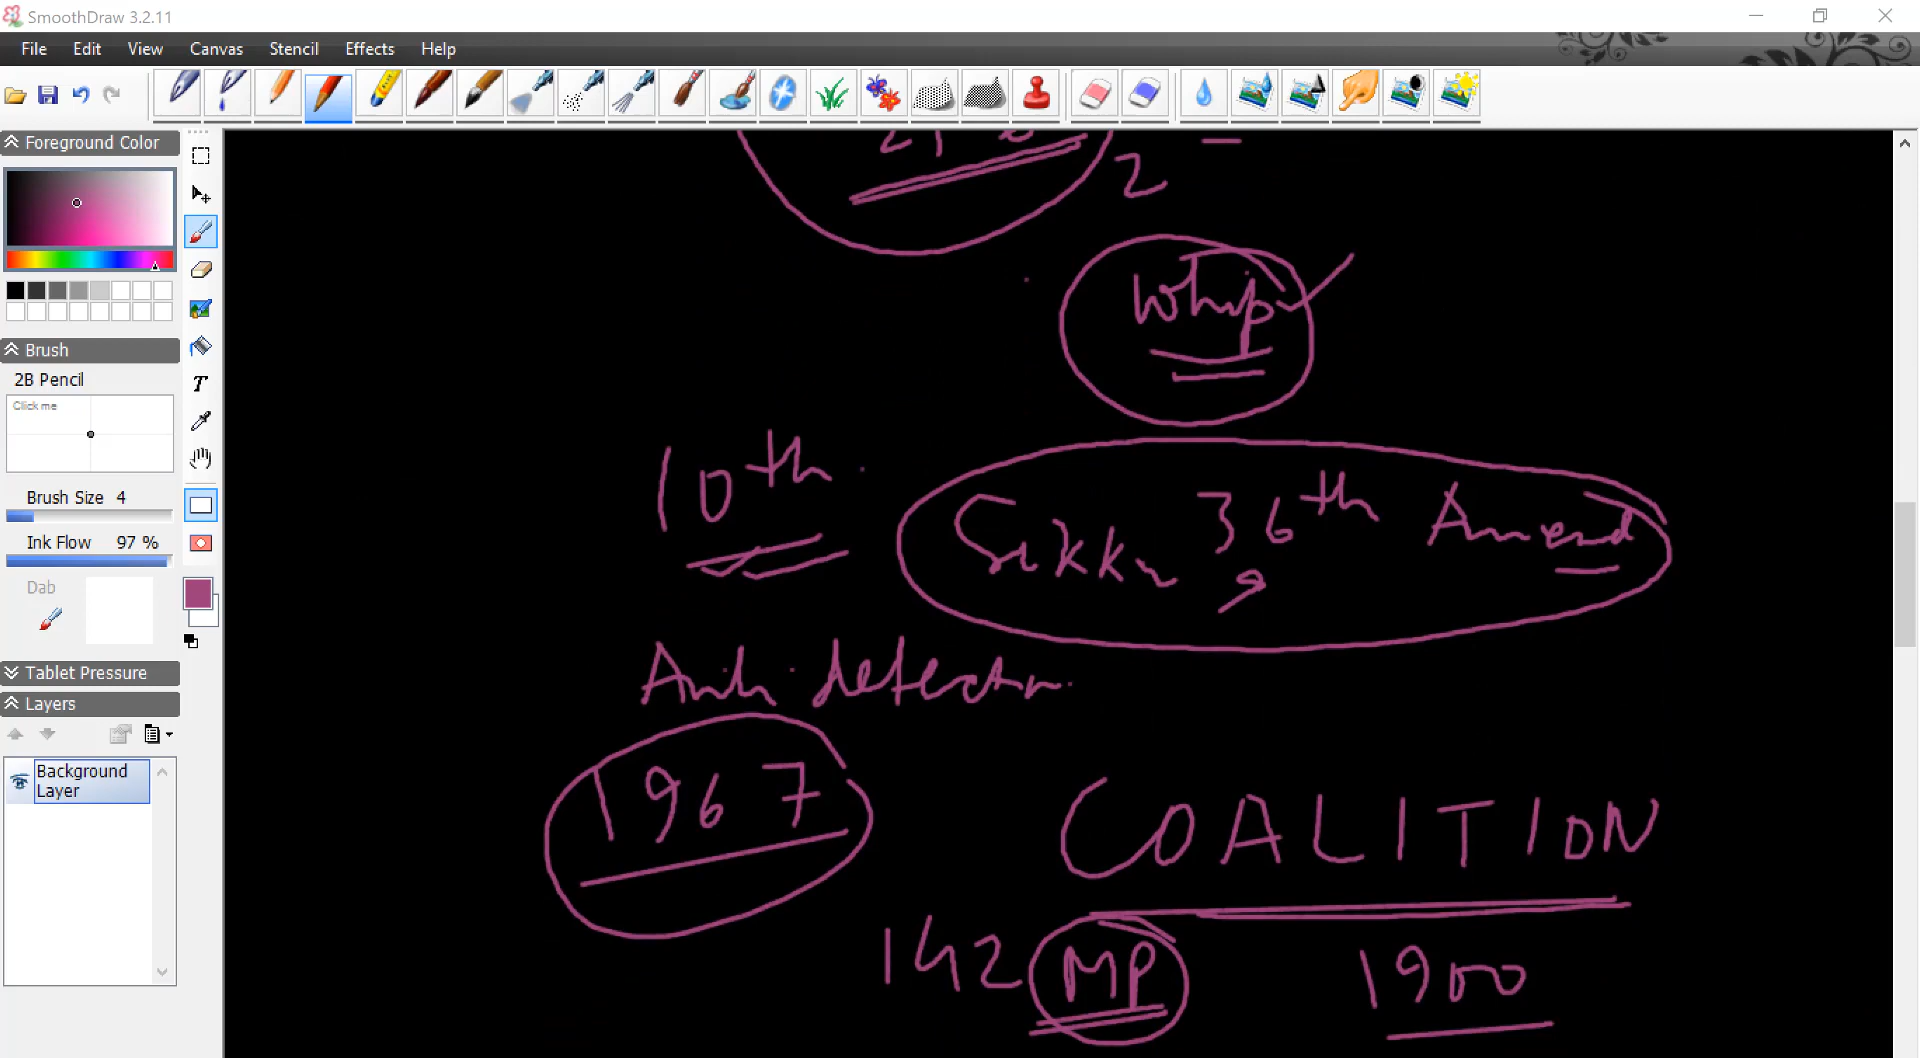 SmoothDraw 3.2.11
File Edit View Canvas Stencil Effects Help
Foreground Color
Brush
2B Pencil
Click me
Brush Size 4
Ink Flow 97 %
Dab
Tablet Pressure
Layers
Background
Layer
2
Whip
10th
36th Amend
Anti defection
1967
COALITION
142 MP 1900